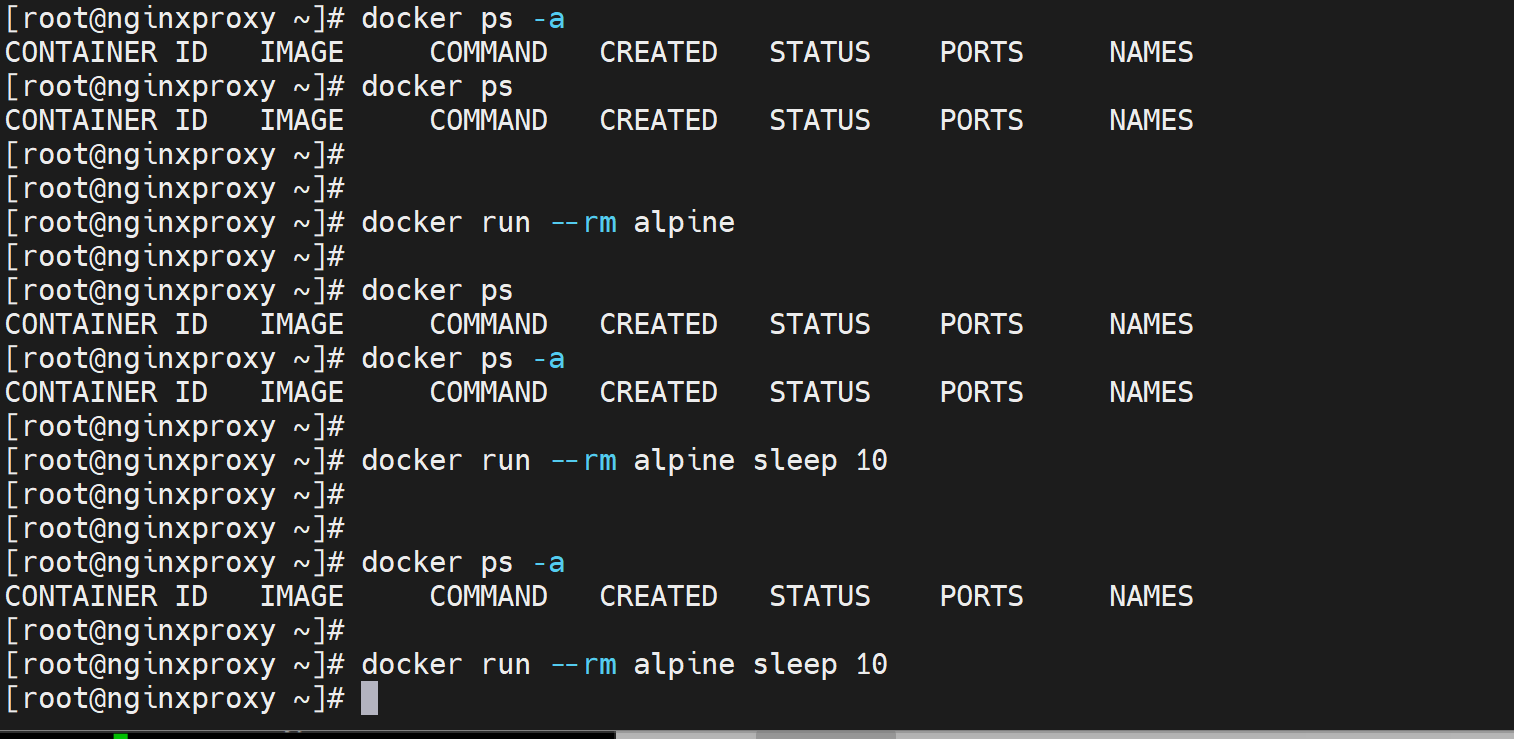 [root@nginxproxy ~]# docker ps -a
CONTAINER ID   IMAGE     COMMAND   CREATED   STATUS    PORTS     NAMES
[root@nginxproxy ~]# docker ps
CONTAINER ID   IMAGE     COMMAND   CREATED   STATUS    PORTS     NAMES
[root@nginxproxy ~]#
[root@nginxproxy ~]#
[root@nginxproxy ~]# docker run --rm alpine
[root@nginxproxy ~]#
[root@nginxproxy ~]# docker ps
CONTAINER ID   IMAGE     COMMAND   CREATED   STATUS    PORTS     NAMES
[root@nginxproxy ~]# docker ps -a
CONTAINER ID   IMAGE     COMMAND   CREATED   STATUS    PORTS     NAMES
[root@nginxproxy ~]#
[root@nginxproxy ~]# docker run --rm alpine sleep 10
[root@nginxproxy ~]#
[root@nginxproxy ~]#
[root@nginxproxy ~]# docker ps -a
CONTAINER ID   IMAGE     COMMAND   CREATED   STATUS    PORTS     NAMES
[root@nginxproxy ~]#
[root@nginxproxy ~]# docker run --rm alpine sleep 10
[root@nginxproxy ~]#